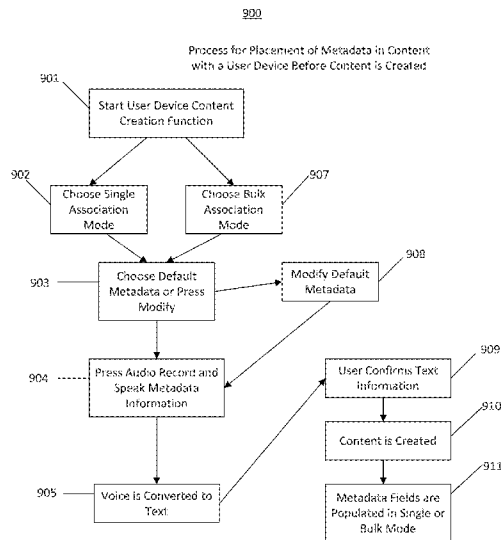 900
Process for Placement of Metadata in Content
with a User Device Before Content is Created
901
Start User Device Content
Creation Function
902
Choose Single
Association
Mode
907
Choose Bulk
Association
Mode
903
Choose Default
Metadata or Press
Modify
908
Modify Default
Metadata
904
Press Audio Record and
Speak Metadata
Information
905
Voice is Converted to
Text
909
User Confirms Text
Information
910
Content is Created
911
Metadata Fields are
Populated in Single or
Bulk Mode